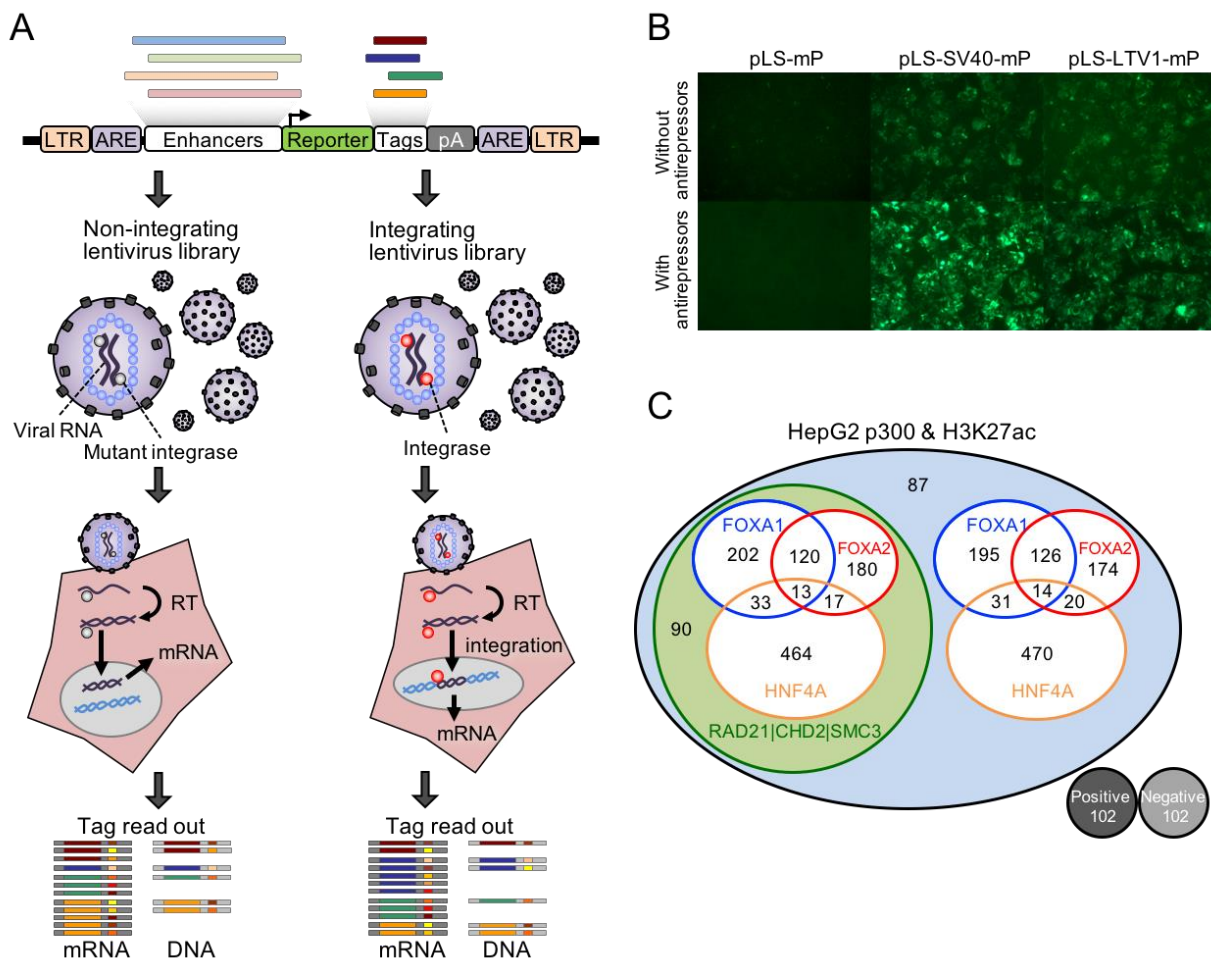 A
LTR ARE Enhancers Reporter Tags pA ARE LTR
Non-integrating
lentivirus library
Integrating
lentivirus library
Viral RNA
Mutant integrase
Integrase
RT
mRNA
RT
integration
mRNA
Tag read out
mRNA DNA
Tag read out
mRNA DNA
B
pLS-mP pLS-SV40-mP pLS-LTV1-mP
Without
antirepressors
With
antirepressors
C
HepG2 p300 & H3K27ac
87
FOXA1
202
120
FOXA2
180
33
13
17
90
464
HNF4A
RAD21|CHD2|SMC3
FOXA1
195
126
FOXA2
174
31
14
20
470
HNF4A
Positive
102
Negative
102